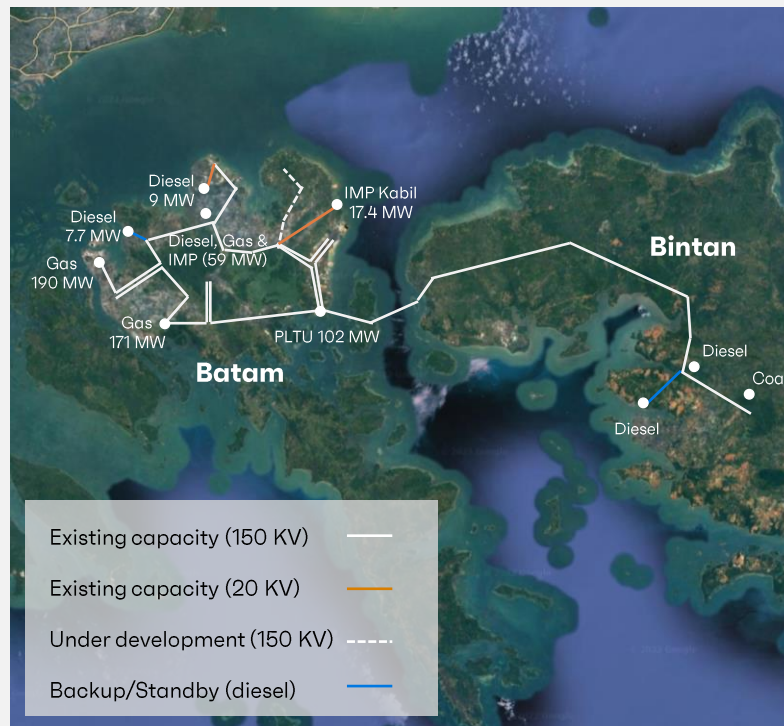 Diesel
9 MW
IMP Kabil
17.4 MW
Diesel
7.7 MW
Diesel, Gas &
IMP (59 MW)
Gas
190 MW
Gas
171 MW
PLTU 102 MW
Batam
Bintan
Diesel
Coa
Diesel
Existing capacity (150 KV)
Existing capacity (20 KV)
Under development (150 KV)
Backup/Standby (diesel)